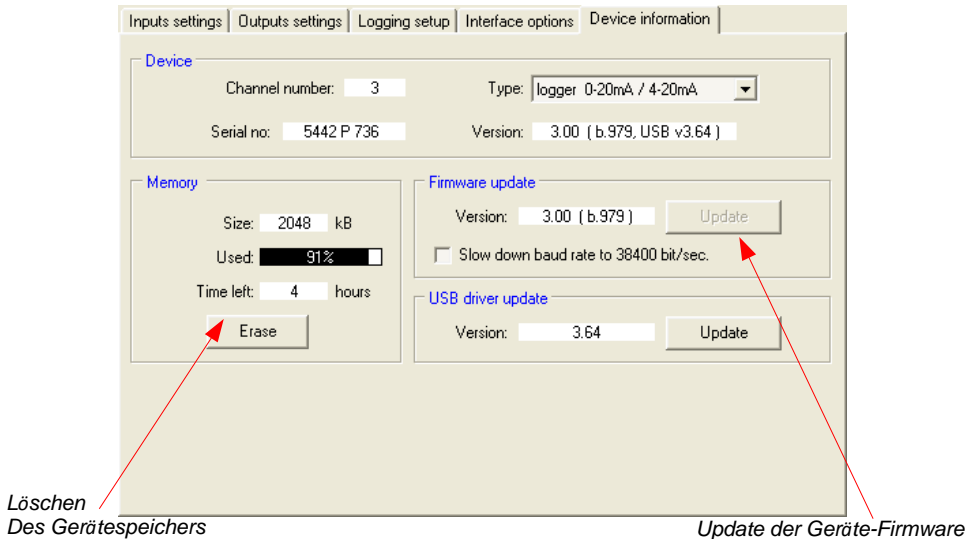 Inputs settings Outputs settings Logging setup Interface options Device information
Device
Channel number: 3 Type: logger 0-20mA / 4-20mA
Serial no: 5442 P 736 Version: 3.00 ( b.979, USB v3.64 )
Memory
Size: 2048 kB
Used: 91%
Time left: 4 hours
Erase
Firmware update
Version: 3.00 ( b.979 ) Update
Slow down baud rate to 38400 bit/sec.
USB driver update
Version: 3.64 Update
Löschen
Des Gerätespeichers
Update der Geräte-Firmware